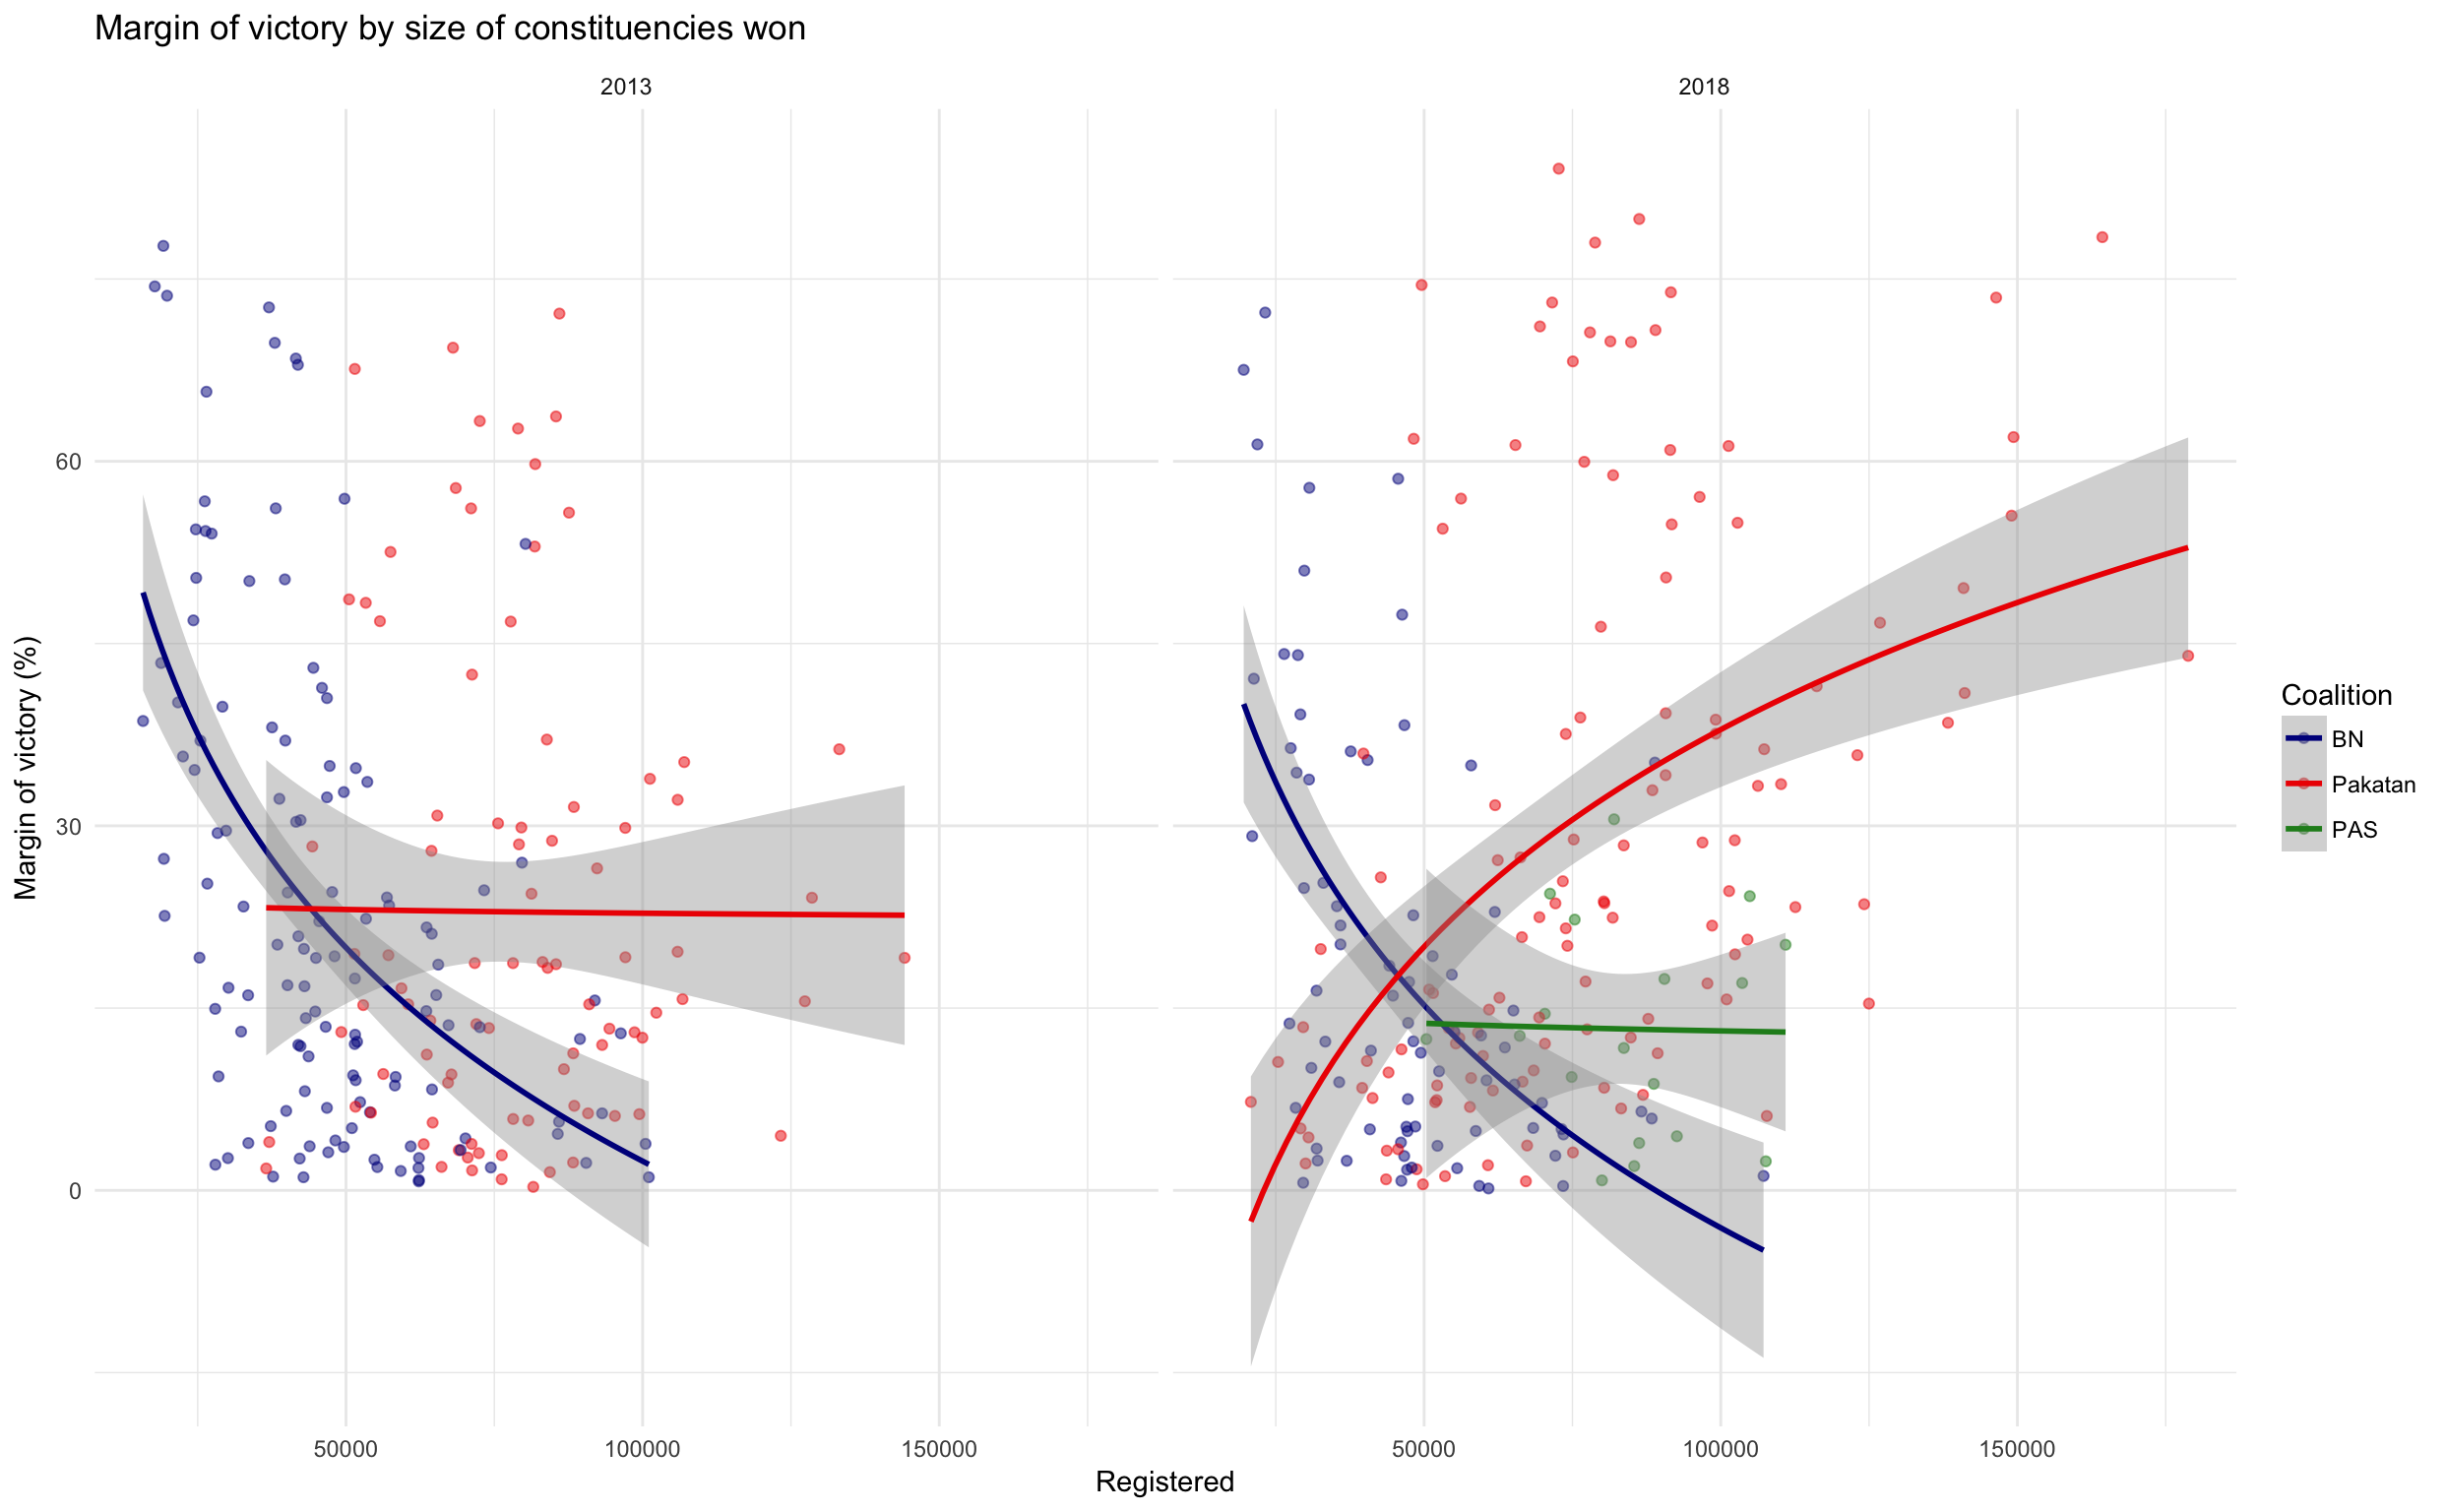 Margin of victory by size of constituencies won
2013
2018
Margin of victory (%)
60
30
0
50000
100000
150000
50000
100000
150000
Registered
Coalition
BN
Pakatan
PAS